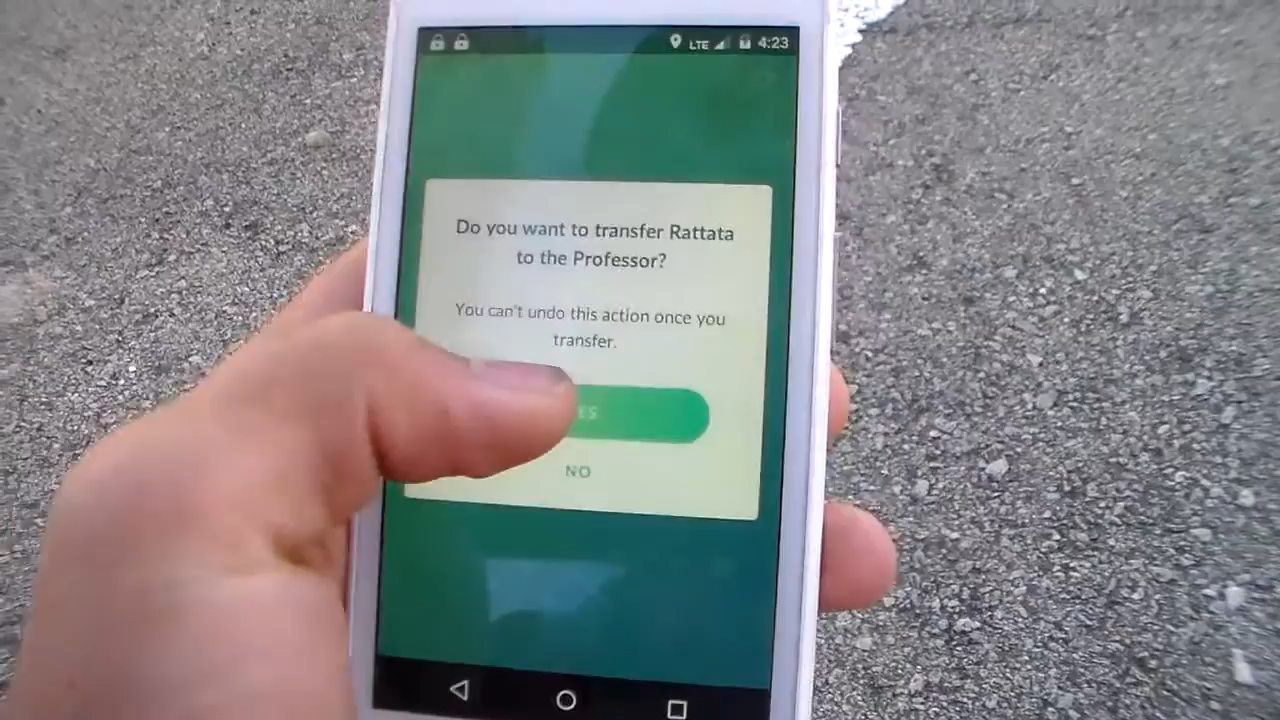 LTE 4:23
Do you want to transfer Rattata
to the Professor?
You can't undo this action once you
transfer.
ES
NO